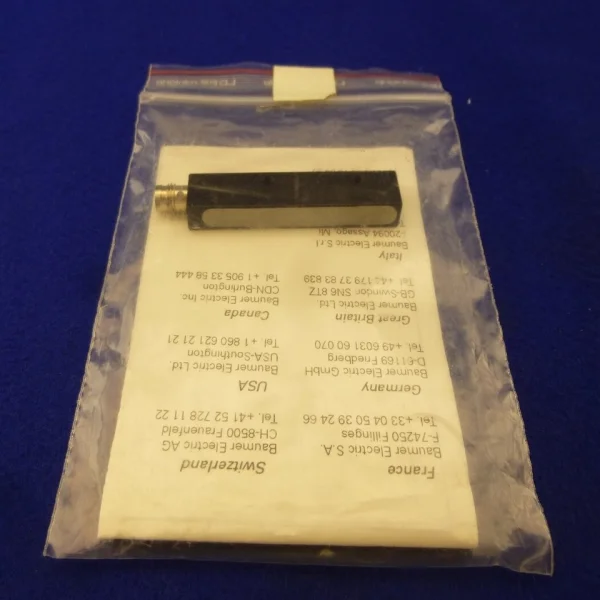 France
Baumer Electric S.A.
F-74250 Fillinges
Tel. +33 04 50 39 24 66
Switzerland
Baumer Electric AG
CH-8500 Frauenfeld
Tel. +41 52 728 11 22
Germany
Baumer Electric GmbH
D-61169 Friedberg
Tel. +49 6031 60 070
USA
Baumer Electric Ltd.
USA-Southington
Tel +1 860 621 21 21
Great Britain
Baumer Electric Ltd
GB-Swindon SN6 8TZ
Tel. 179 37 83 839
Canada
Baumer Electric Inc
CDN-Burlington
Tel. +1 905 33 58 444
Italy
Baumer Electric S.r.l
-20094 Assago, Mi